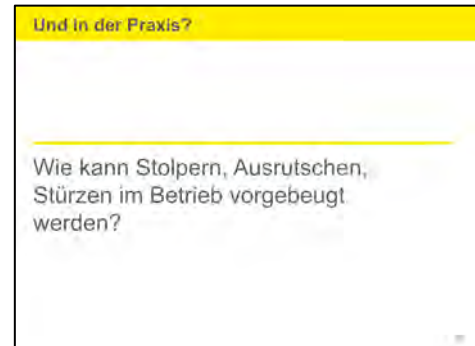 Und in der Praxis?
Wie kann Stolpern, Ausrutschen,
Stürzen im Betrieb vorgebeugt
werden?